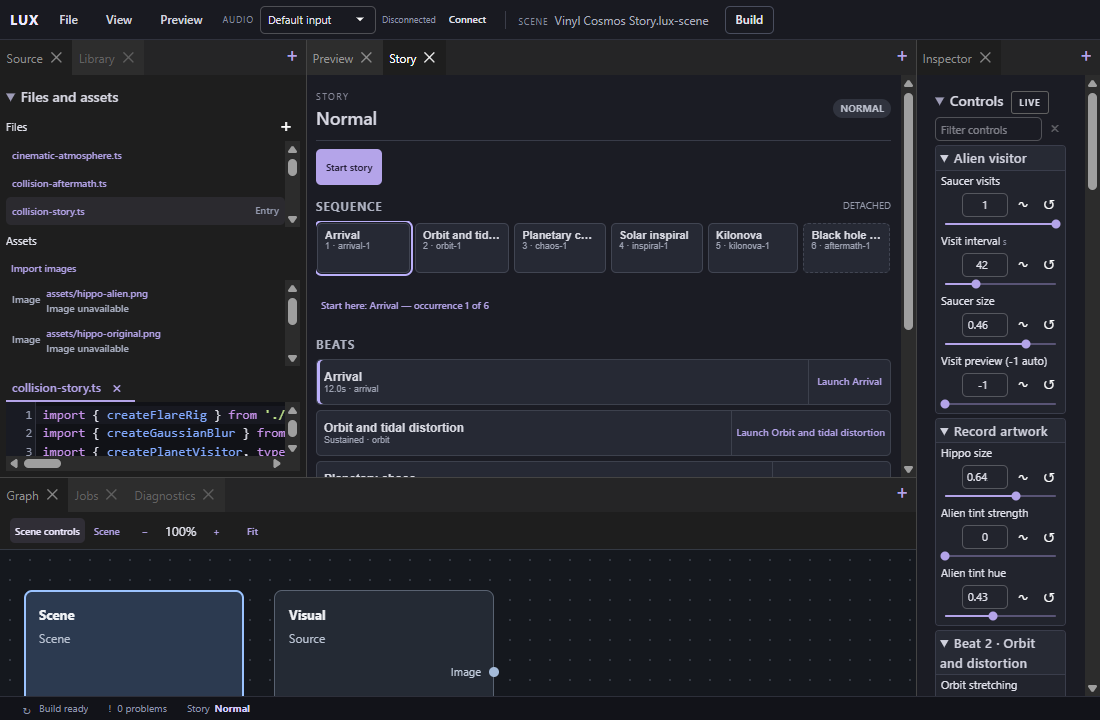 LUX File View Preview AUDIO Default input Disconnected Connect SCENE Vinyl Cosmos Story.lux-scene Build
Source Library +
Files and assets
Files +
cinematic-atmosphere.ts
collision-aftermath.ts
collision-story.ts Entry
Assets
Import images
Image assets/hippo-alien.png
Image unavailable
Image assets/hippo-original.png
Image unavailable
collision-story.ts ×
1 import { createFlareRig } from './
2 import { createGaussianBlur } from
3 import { createPlanetVisitor, type
Preview Story +
STORY
Normal NORMAL
Start story
SEQUENCE DETACHED
Arrival
1 · arrival-1
Orbit and tid...
2 · orbit-1
Planetary c...
3 · chaos-1
Solar inspiral
4 · inspiral-1
Kilonova
5 · kilonova-1
Black hole ...
6 · aftermath-1
Start here: Arrival — occurrence 1 of 6
BEATS
Arrival
12.0s · arrival
Launch Arrival
Orbit and tidal distortion
Sustained · orbit
Launch Orbit and tidal distortion
Planetary chaos
Inspector +
Controls LIVE
Filter controls ×
Alien visitor
Saucer visits
1
Visit interval s
42
Saucer size
0.46
Visit preview (-1 auto)
-1
Record artwork
Hippo size
0.64
Alien tint strength
0
Alien tint hue
0.43
Beat 2 · Orbit
and distortion
Orbit stretching
Graph Jobs Diagnostics +
Scene controls Scene − 100% + Fit
Scene
Scene
Visual
Source
Image
Build ready ! 0 problems Story Normal